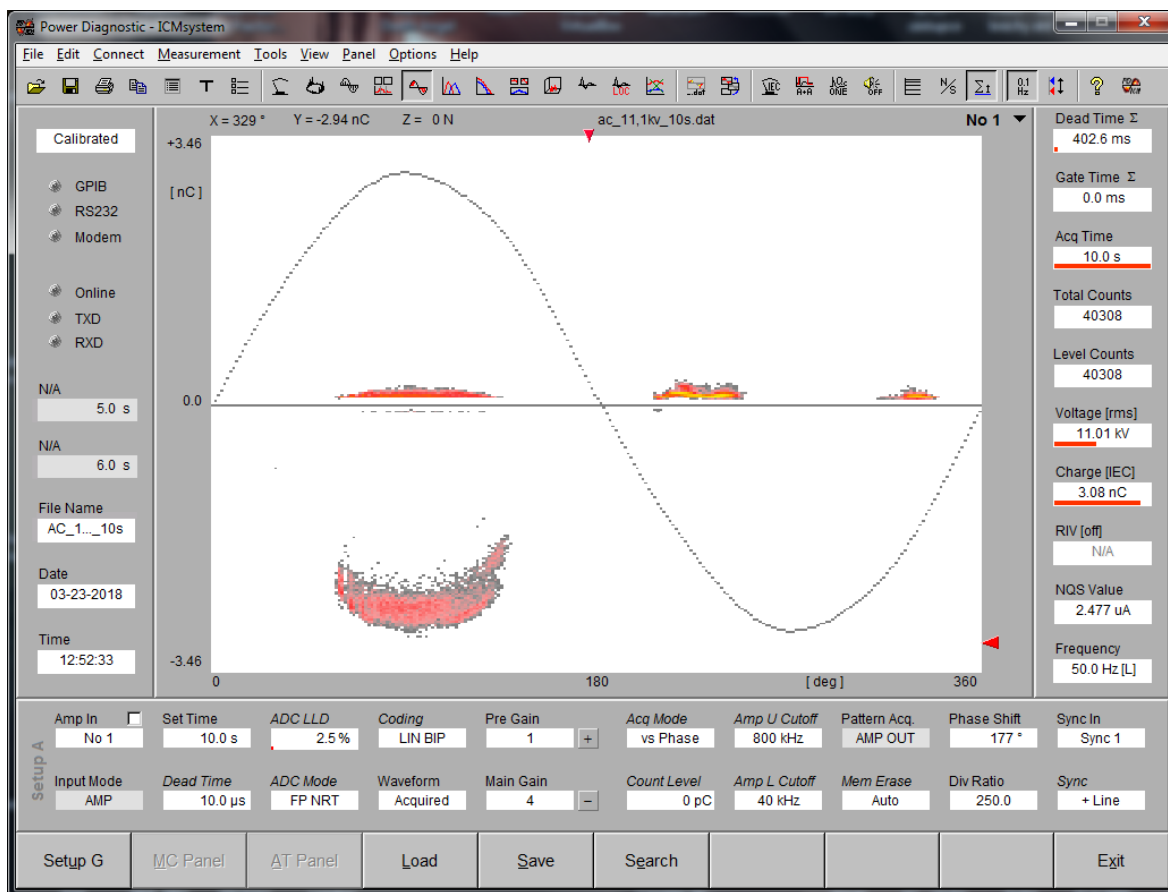 Power Diagnostic - ICMsystem
File Edit Connect Measurement Tools View Panel Options Help
T LOC .dat IEC A+A ONE OFF N/S Σt 0.1 Hz ?
X = 329 ° Y = -2.94 nC Z = 0 N ac_11,1kv_10s.dat No 1
Calibrated
GPIB
RS232
Modem
Online
TXD
RXD
N/A
5.0 s
N/A
6.0 s
File Name
AC_1..._10s
Date
03-23-2018
Time
12:52:33
+3.46
[ nC ]
0.0
-3.46
0 180 [ deg ] 360
Dead Time Σ
402.6 ms
Gate Time Σ
0.0 ms
Acq Time
10.0 s
Total Counts
40308
Level Counts
40308
Voltage [rms]
11.01 kV
Charge [IEC]
3.08 nC
RIV [off]
N/A
NQS Value
2.477 uA
Frequency
50.0 Hz [L]
Setup A
Amp In Set Time ADC LLD Coding Pre Gain Acq Mode Amp U Cutoff Pattern Acq. Phase Shift Sync In
No 1 10.0 s 2.5 % LIN BIP 1 + vs Phase 800 kHz AMP OUT 177 ° Sync 1
Input Mode Dead Time ADC Mode Waveform Main Gain Count Level Amp L Cutoff Mem Erase Div Ratio Sync
AMP 10.0 µs FP NRT Acquired 4 − 0 pC 40 kHz Auto 250.0 + Line
Setup G MC Panel AT Panel Load Save Search Exit